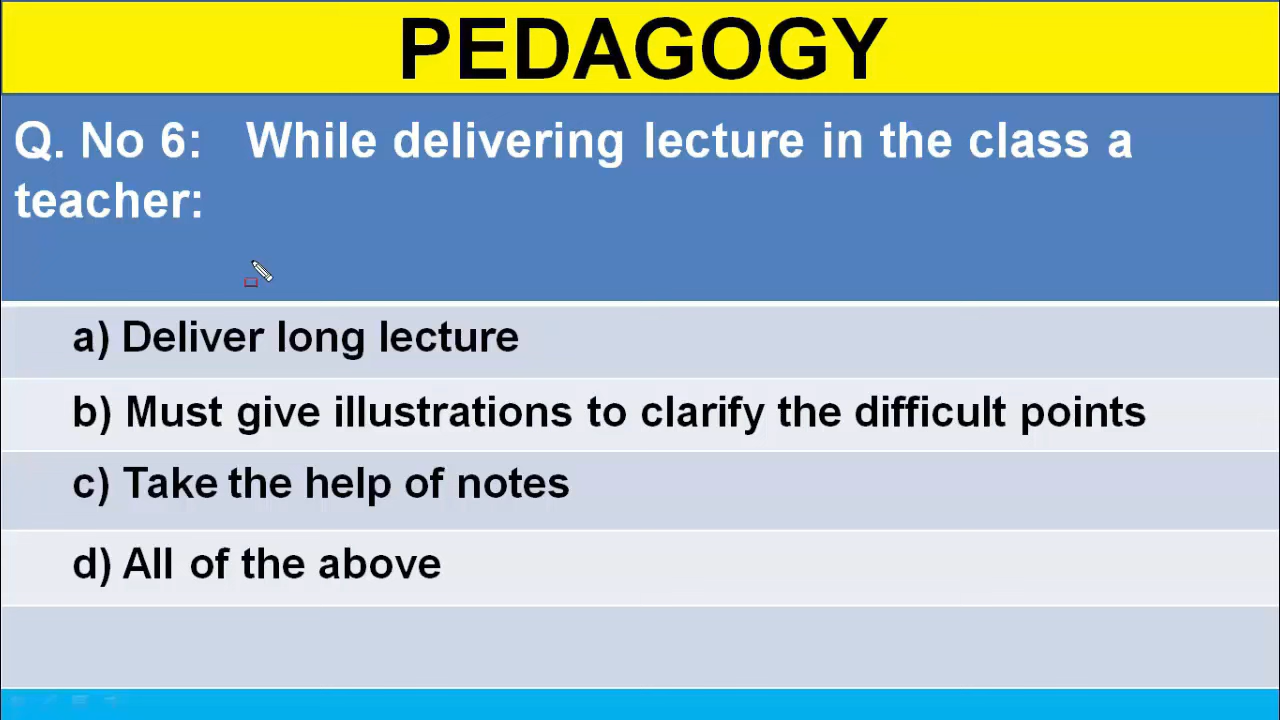 PEDAGOGY
Q. No 6: While delivering lecture in the class a
teacher:
a) Deliver long lecture
b) Must give illustrations to clarify the difficult points
c) Take the help of notes
d) All of the above